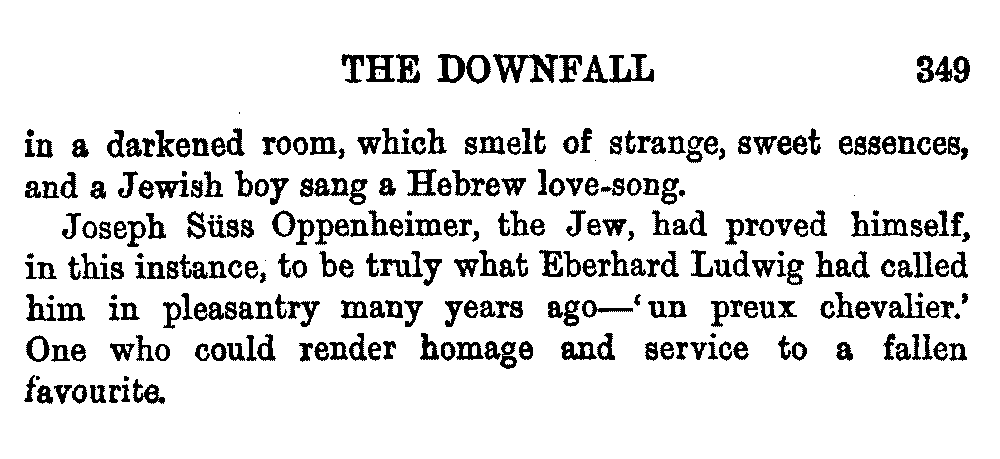 THE DOWNFALL 349
in a darkened room, which smelt of strange, sweet essences,
and a Jewish boy sang a Hebrew love-song.
Joseph Süss Oppenheimer, the Jew, had proved himself,
in this instance, to be truly what Eberhard Ludwig had called
him in pleasantry many years ago—‘un preux chevalier.’
One who could render homage and service to a fallen
favourite.